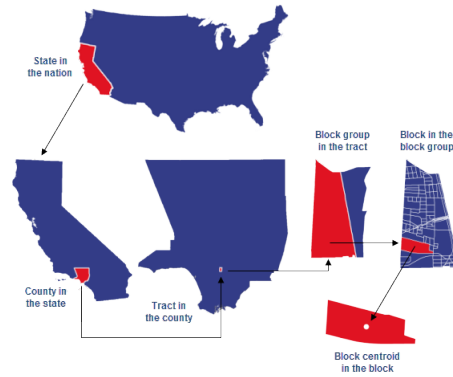 State in
the nation
Block group
in the tract
Block in the
block group
County in
the state
Tract in
the county
Block centroid
in the block